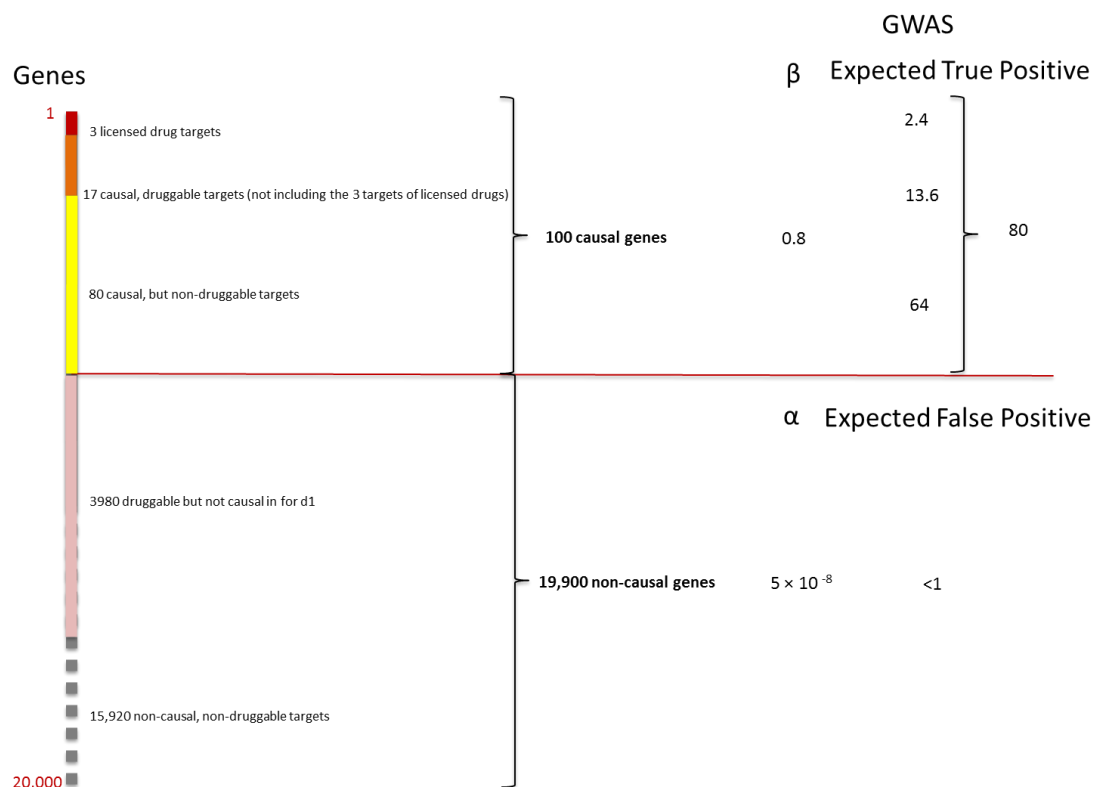 GWAS
Genes
β Expected True Positive
1
2.4
3 licensed drug targets
17 causal, druggable targets (not including the 3 targets of licensed drugs)
13.6
100 causal genes
0.8
80
80 causal, but non-druggable targets
64
α Expected False Positive
3980 druggable but not causal in for d1
19,900 non-causal genes
5 × 10 -8
<1
15,920 non-causal, non-druggable targets
20,000